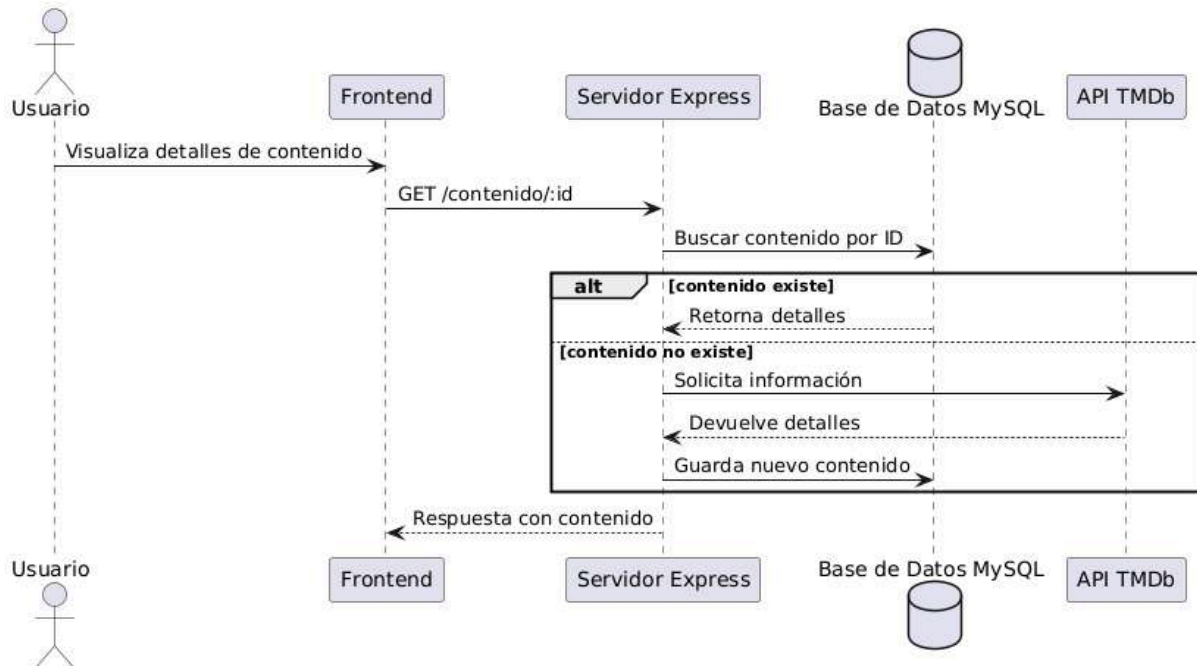 Usuario
Frontend
Servidor Express
Base de Datos MySQL
API TMDb
Visualiza detalles de contenido
GET /contenido/:id
Buscar contenido por ID
alt
[contenido existe]
Retorna detalles
[contenido no existe]
Solicita información
Devuelve detalles
Guarda nuevo contenido
Respuesta con contenido
Usuario
Frontend
Servidor Express
Base de Datos MySQL
API TMDb